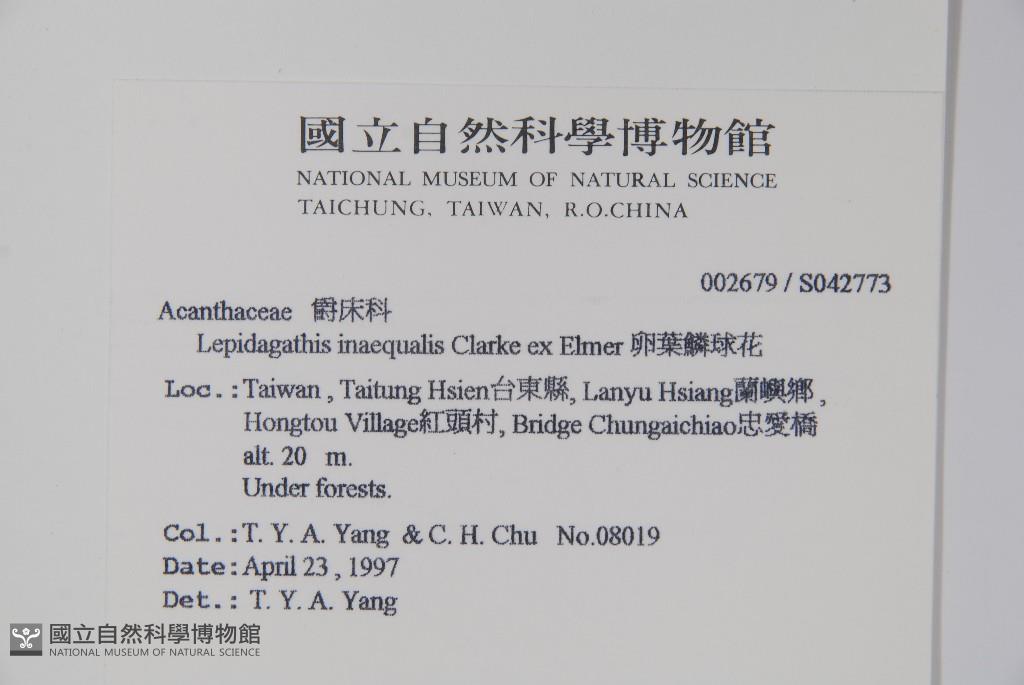 國立自然科學博物館
NATIONAL MUSEUM OF NATURAL SCIENCE
TAICHUNG, TAIWAN, R.O.CHINA
002679 / S042773
Acanthaceae 爵床科
Lepidagathis inaequalis Clarke ex Elmer 卵葉鱗球花
Loc.:Taiwan , Taitung Hsien台東縣, Lanyu Hsiang蘭嶼鄉 ,
Hongtou Village紅頭村, Bridge Chungaichiao忠愛橋
alt. 20 m.
Under forests.
Col.:T. Y. A. Yang & C. H. Chu No.08019
Date:April 23 , 1997
Det.: T. Y. A. Yang
國立自然科學博物館
NATIONAL MUSEUM OF NATURAL SCIENCE